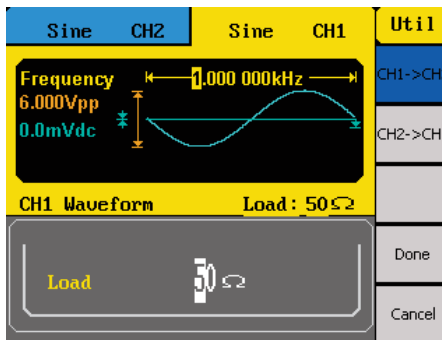 Sine CH2 Sine CH1 Util
Frequency 1.000 000kHz
6.000Vpp
0.0mVdc
CH1->CH
CH2->CH
CH1 Waveform Load: 50Ω
Load 50 Ω
Done
Cancel